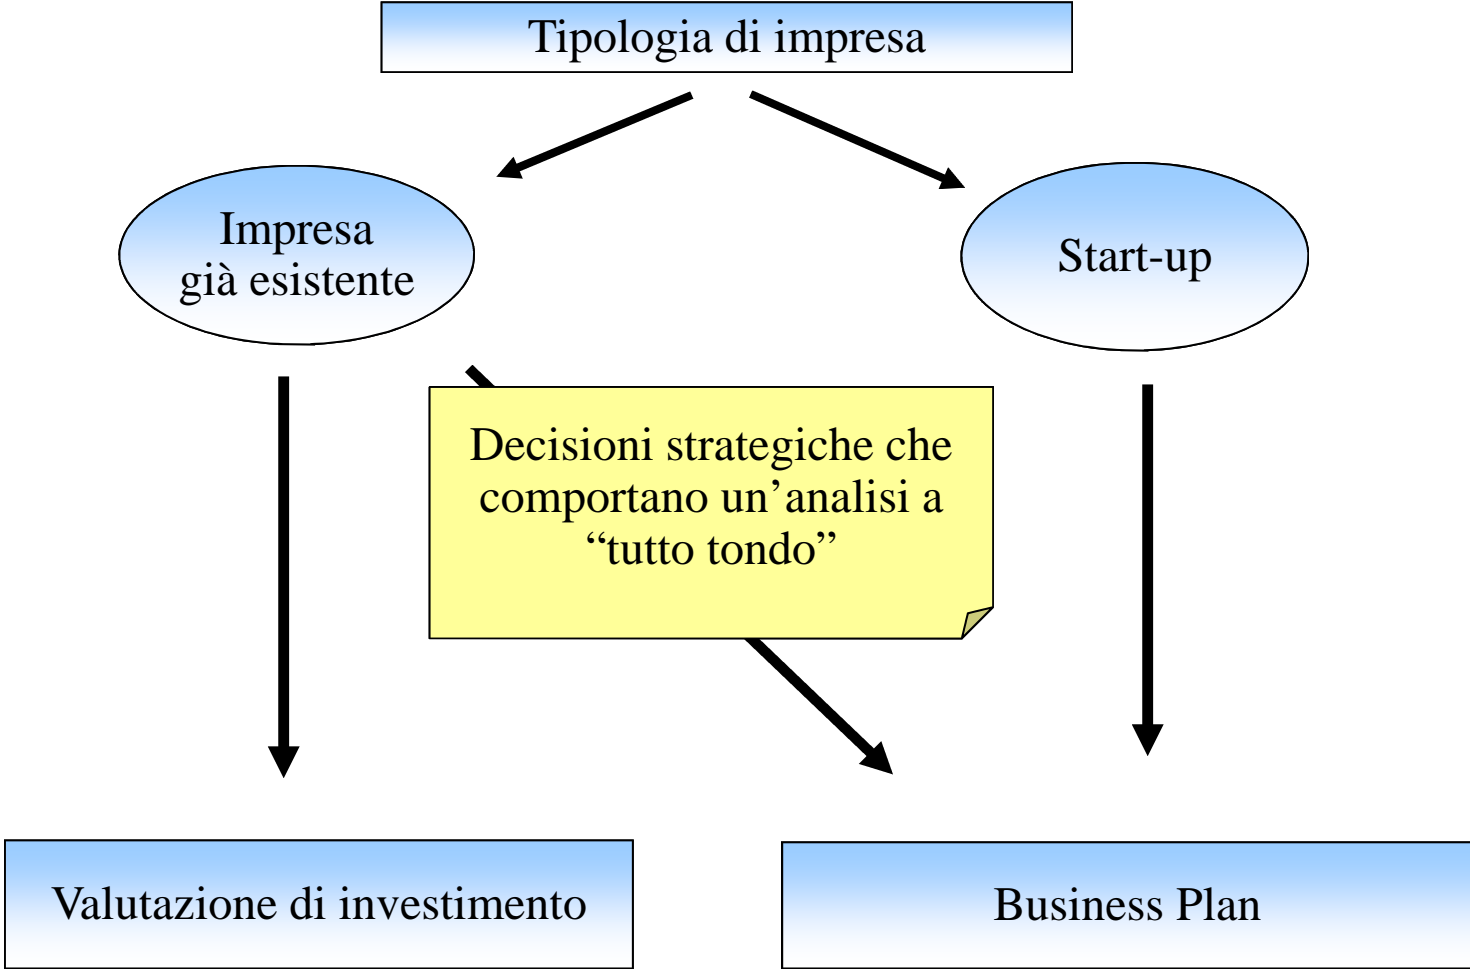 Tipologia di impresa
Impresa
già esistente
Start-up
Decisioni strategiche che
comportano un’analisi a
“tutto tondo”
Valutazione di investimento
Business Plan